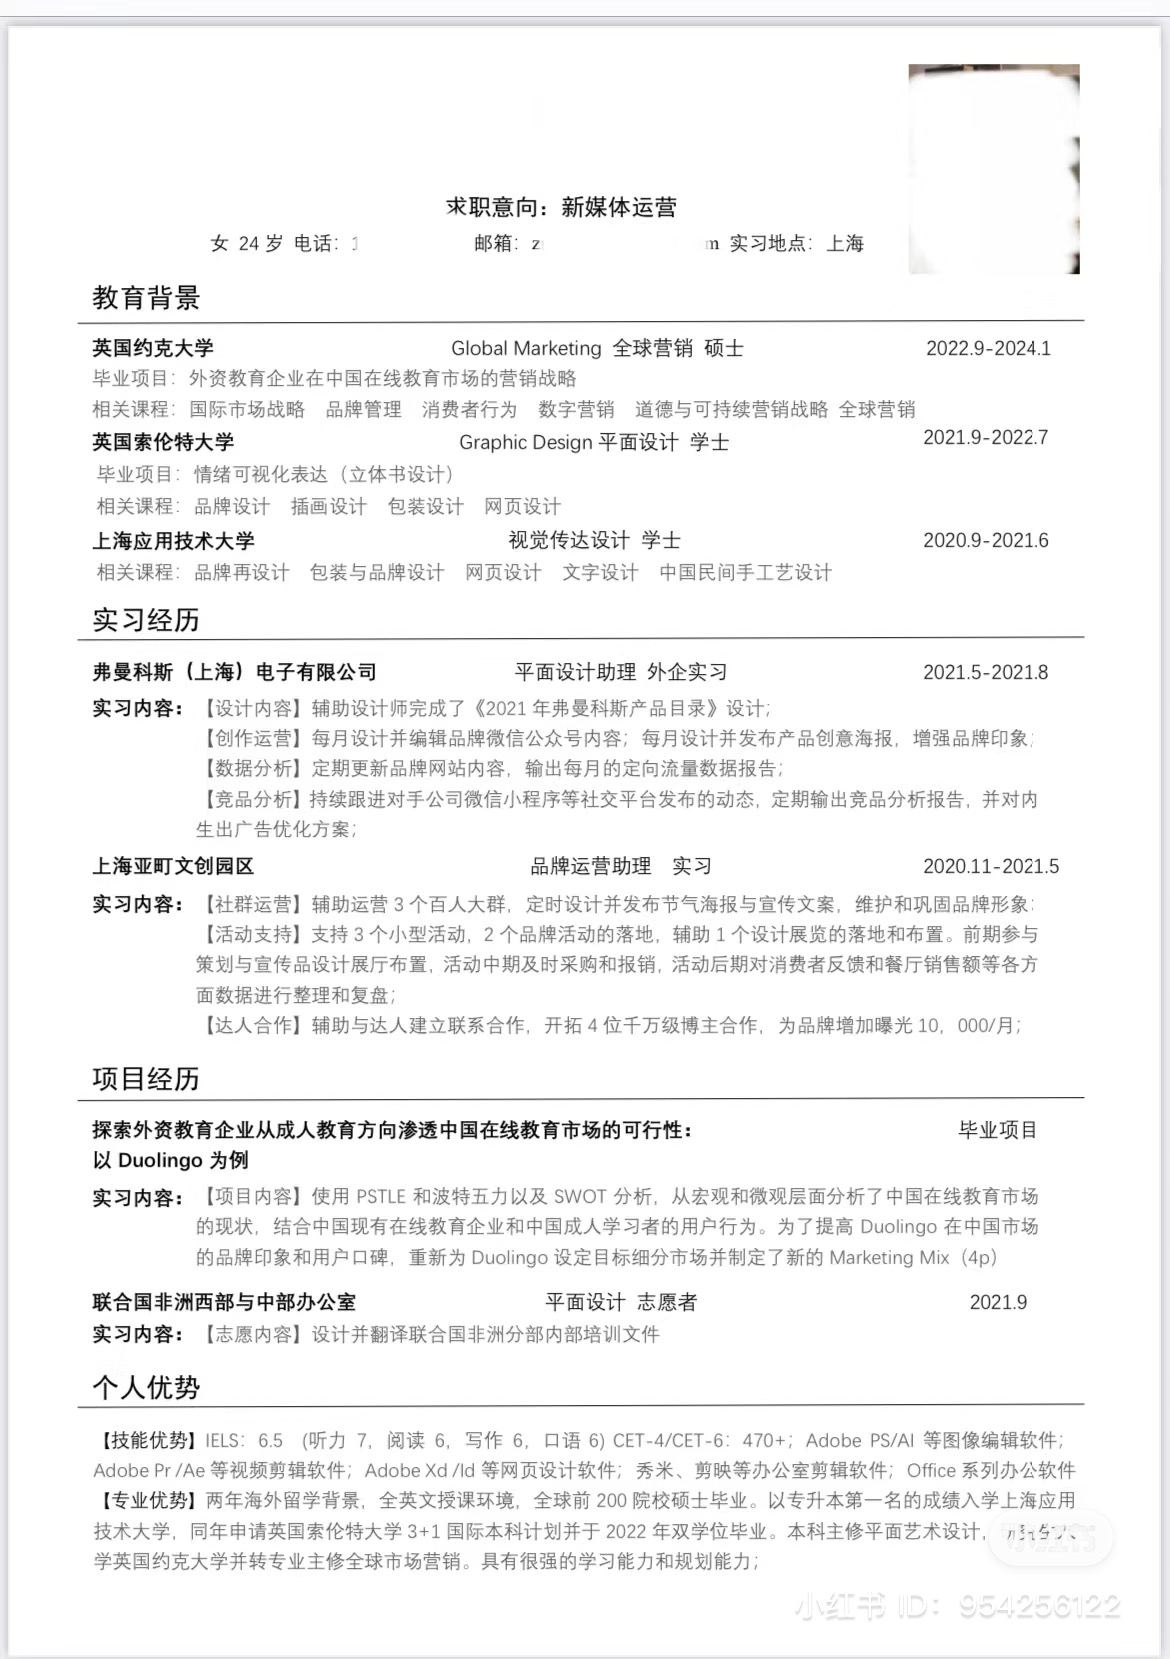 求职意向：新媒体运营
女 24 岁 电话： 邮箱： z m 实习地点：上海
教育背景
英国约克大学 Global Marketing 全球营销 硕士 2022.9-2024.1
毕业项目：外资教育企业在中国在线教育市场的营销战略
相关课程：国际市场战略 品牌管理 消费者行为 数字营销 道德与可持续营销战略 全球营销
英国索伦特大学 Graphic Design 平面设计 学士 2021.9-2022.7
毕业项目：情绪可视化表达（立体书设计）
相关课程：品牌设计 插画设计 包装设计 网页设计
上海应用技术大学 视觉传达设计 学士 2020.9-2021.6
相关课程：品牌再设计 包装与品牌设计 网页设计 文字设计 中国民间手工艺设计
实习经历
弗曼科斯（上海）电子有限公司 平面设计助理 外企实习 2021.5-2021.8
实习内容：【设计内容】辅助设计师完成了《2021 年弗曼科斯产品目录》设计；
【创作运营】每月设计并编辑品牌微信公众号内容；每月设计并发布产品创意海报，增强品牌印象；
【数据分析】定期更新品牌网站内容，输出每月的定向流量数据报告；
【竞品分析】持续跟进对手公司微信小程序等社交平台发布的动态，定期输出竞品分析报告，并对内
生出广告优化方案；
上海亚町文创园区 品牌运营助理 实习 2020.11-2021.5
实习内容：【社群运营】辅助运营 3 个百人大群，定时设计并发布节气海报与宣传文案，维护和巩固品牌形象：
【活动支持】支持 3 个小型活动，2 个品牌活动的落地，辅助 1 个设计展览的落地和布置。前期参与
策划与宣传品设计展厅布置，活动中期及时采购和报销，活动后期对消费者反馈和餐厅销售额等各方
面数据进行整理和复盘；
【达人合作】辅助与达人建立联系合作，开拓 4 位千万级博主合作，为品牌增加曝光 10，000/月；
项目经历
探索外资教育企业从成人教育方向渗透中国在线教育市场的可行性： 毕业项目
以 Duolingo 为例
实习内容：【项目内容】使用 PSTLE 和波特五力以及 SWOT 分析，从宏观和微观层面分析了中国在线教育市场
的现状，结合中国现有在线教育企业和中国成人学习者的用户行为。为了提高 Duolingo 在中国市场
的品牌印象和用户口碑，重新为 Duolingo 设定目标细分市场并制定了新的 Marketing Mix（4p）
联合国非洲西部与中部办公室 平面设计 志愿者 2021.9
实习内容：【志愿内容】设计并翻译联合国非洲分部内部培训文件
个人优势
【技能优势】IELS：6.5 （听力 7，阅读 6，写作 6，口语 6) CET-4/CET-6：470+；Adobe PS/AI 等图像编辑软件；
Adobe Pr /Ae 等视频剪辑软件；Adobe Xd /Id 等网页设计软件；秀米、剪映等办公室剪辑软件；Office 系列办公软件
【专业优势】两年海外留学背景，全英文授课环境，全球前 200 院校硕士毕业。以专升本第一名的成绩入学上海应用
技术大学，同年申请英国索伦特大学 3+1 国际本科计划并于 2022 年双学位毕业。本科主修平面艺术设计，
学英国约克大学并转专业主修全球市场营销。具有很强的学习能力和规划能力；
小红书
小红书 ID：954256122